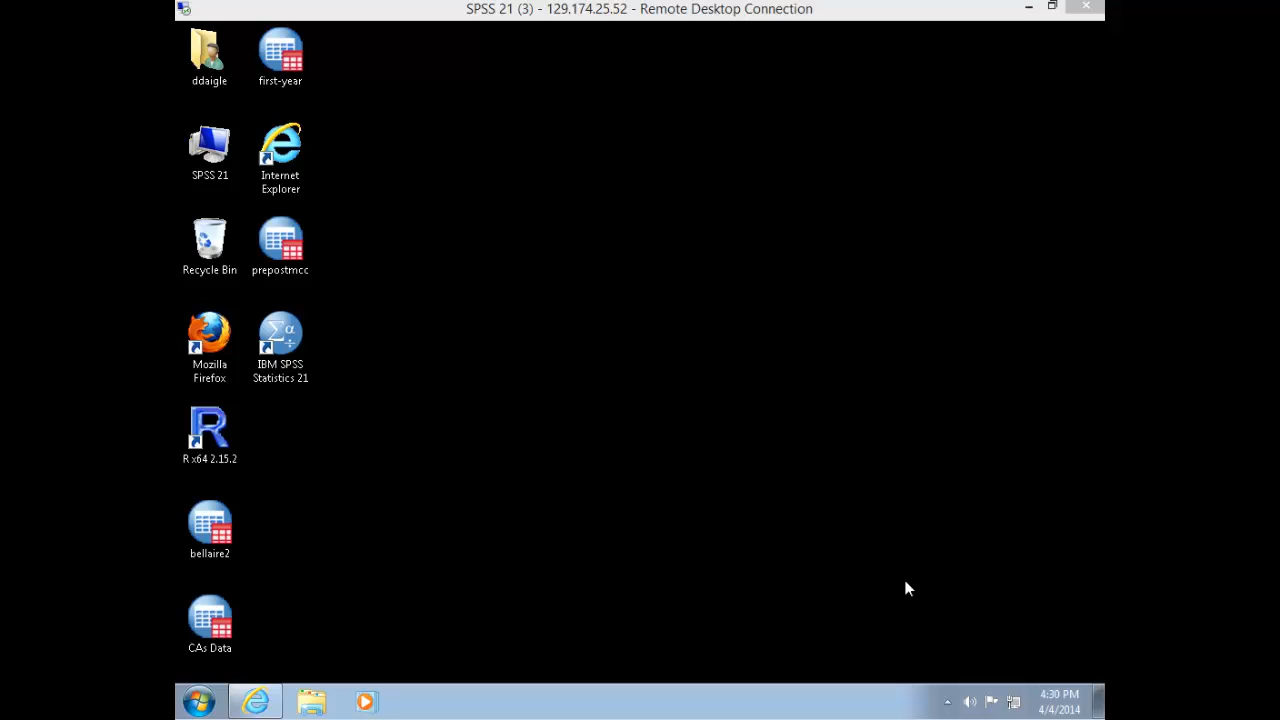 SPSS 21 (3) - 129.174.25.52 - Remote Desktop Connection
ddaigle
first-year
SPSS 21
Internet
Explorer
Recycle Bin
prepostmcc
Mozilla
Firefox
IBM SPSS
Statistics 21
R x64 2.15.2
bellaire2
CAs Data
4:30 PM
4/4/2014